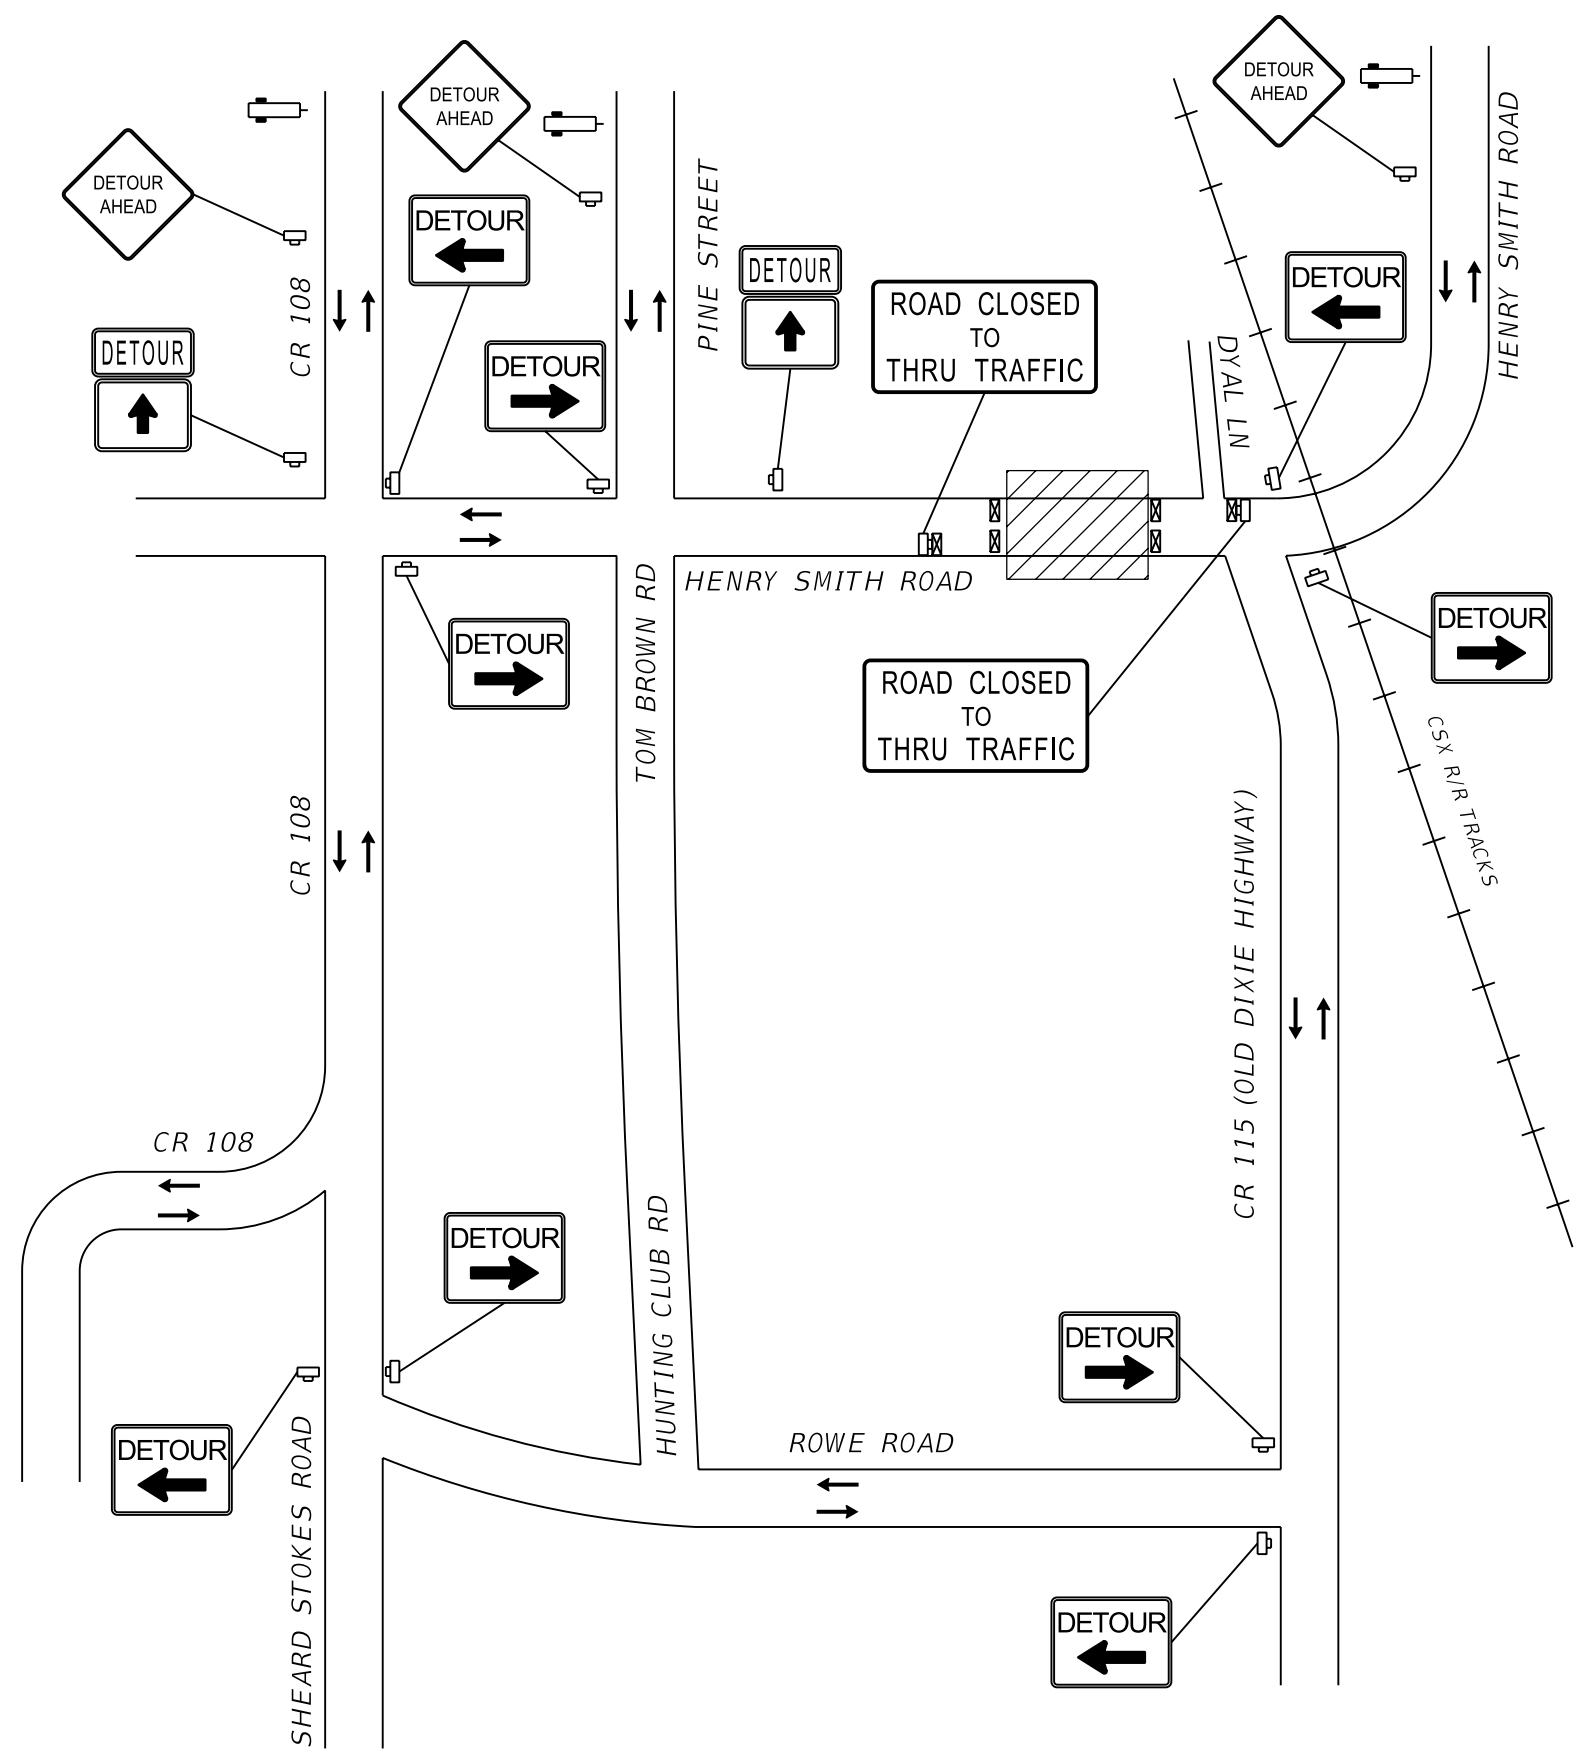 DETOUR
AHEAD
DETOUR
AHEAD
DETOUR
AHEAD
DETOUR
CR 108
DETOUR
DETOUR
PINE STREET
DETOUR
ROAD CLOSED
TO
THRU TRAFFIC
DYAL LN
DETOUR
HENRY SMITH ROAD
HENRY SMITH ROAD
DETOUR
TOM BROWN RD
ROAD CLOSED
TO
THRU TRAFFIC
DETOUR
CSX R/R TRACKS
CR 108
CR 115 (OLD DIXIE HIGHWAY)
CR 108
DETOUR
HUNTING CLUB RD
DETOUR
DETOUR
SHEARD STOKES ROAD
ROWE ROAD
DETOUR